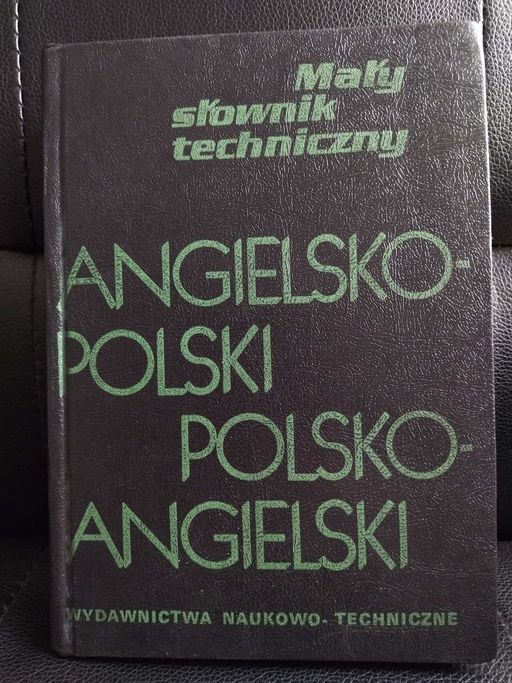 Mały
słownik
techniczny
ANGIELSKO-
POLSKI
POLSKO-
ANGIELSKI
WYDAWNICTWA NAUKOWO-TECHNICZNE